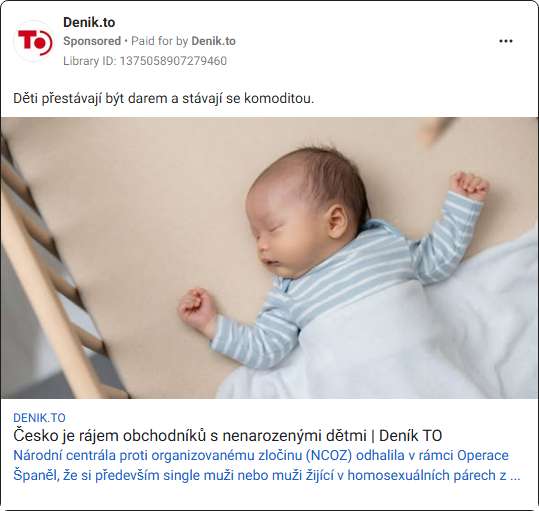 Denik.to
Sponsored • Paid for by Denik.to
Library ID: 1375058907279460
Děti přestávají být darem a stávají se komoditou.
TO
DENIK.TO
Česko je rájem obchodníků s nenarozenými dětmi | Deník TO
Národní centrála proti organizovanému zločinu (NCOZ) odhalila v rámci Operace
Španěl, že si především single muži nebo muži žijící v homosexuálních párech z ...